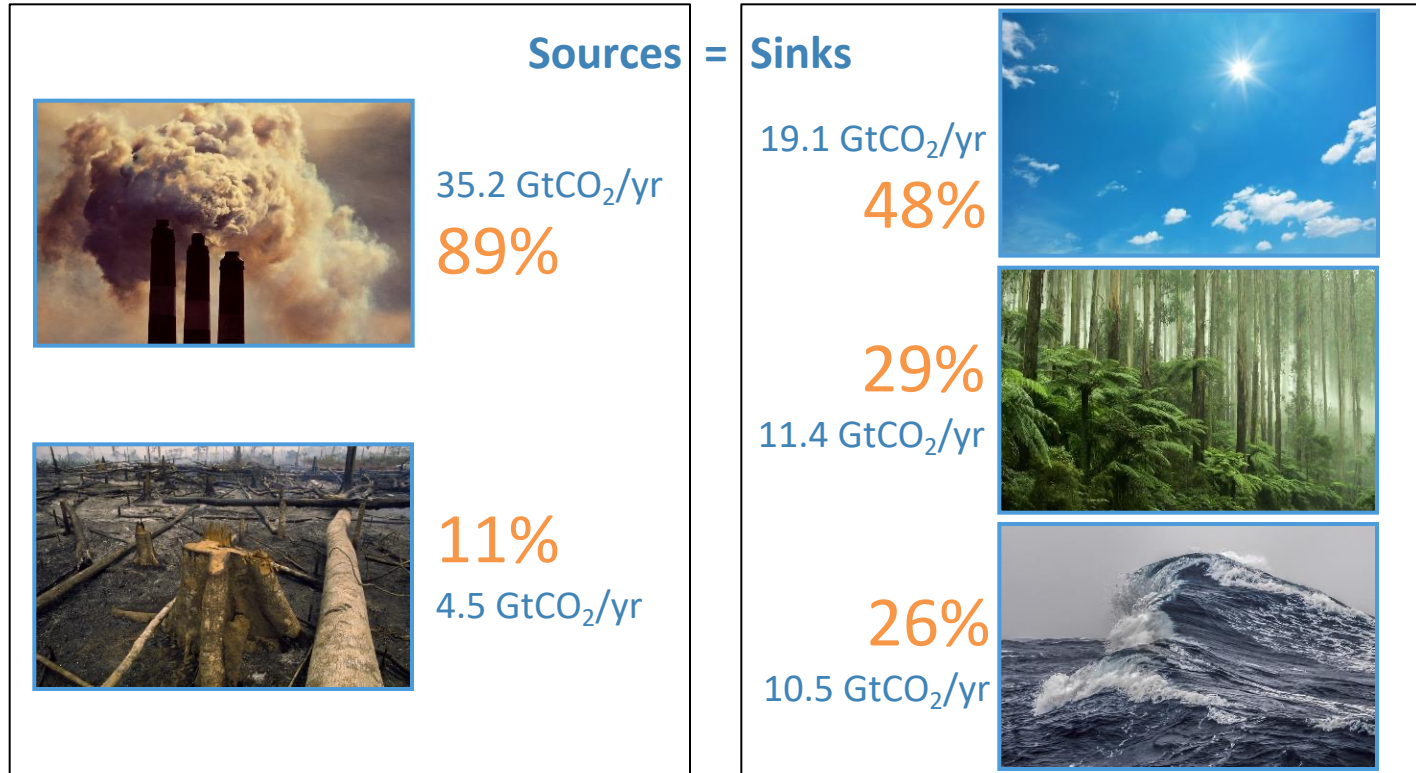 Sources = Sinks
35.2 GtCO₂/yr
89%
11%
4.5 GtCO₂/yr
19.1 GtCO₂/yr
48%
29%
11.4 GtCO₂/yr
26%
10.5 GtCO₂/yr